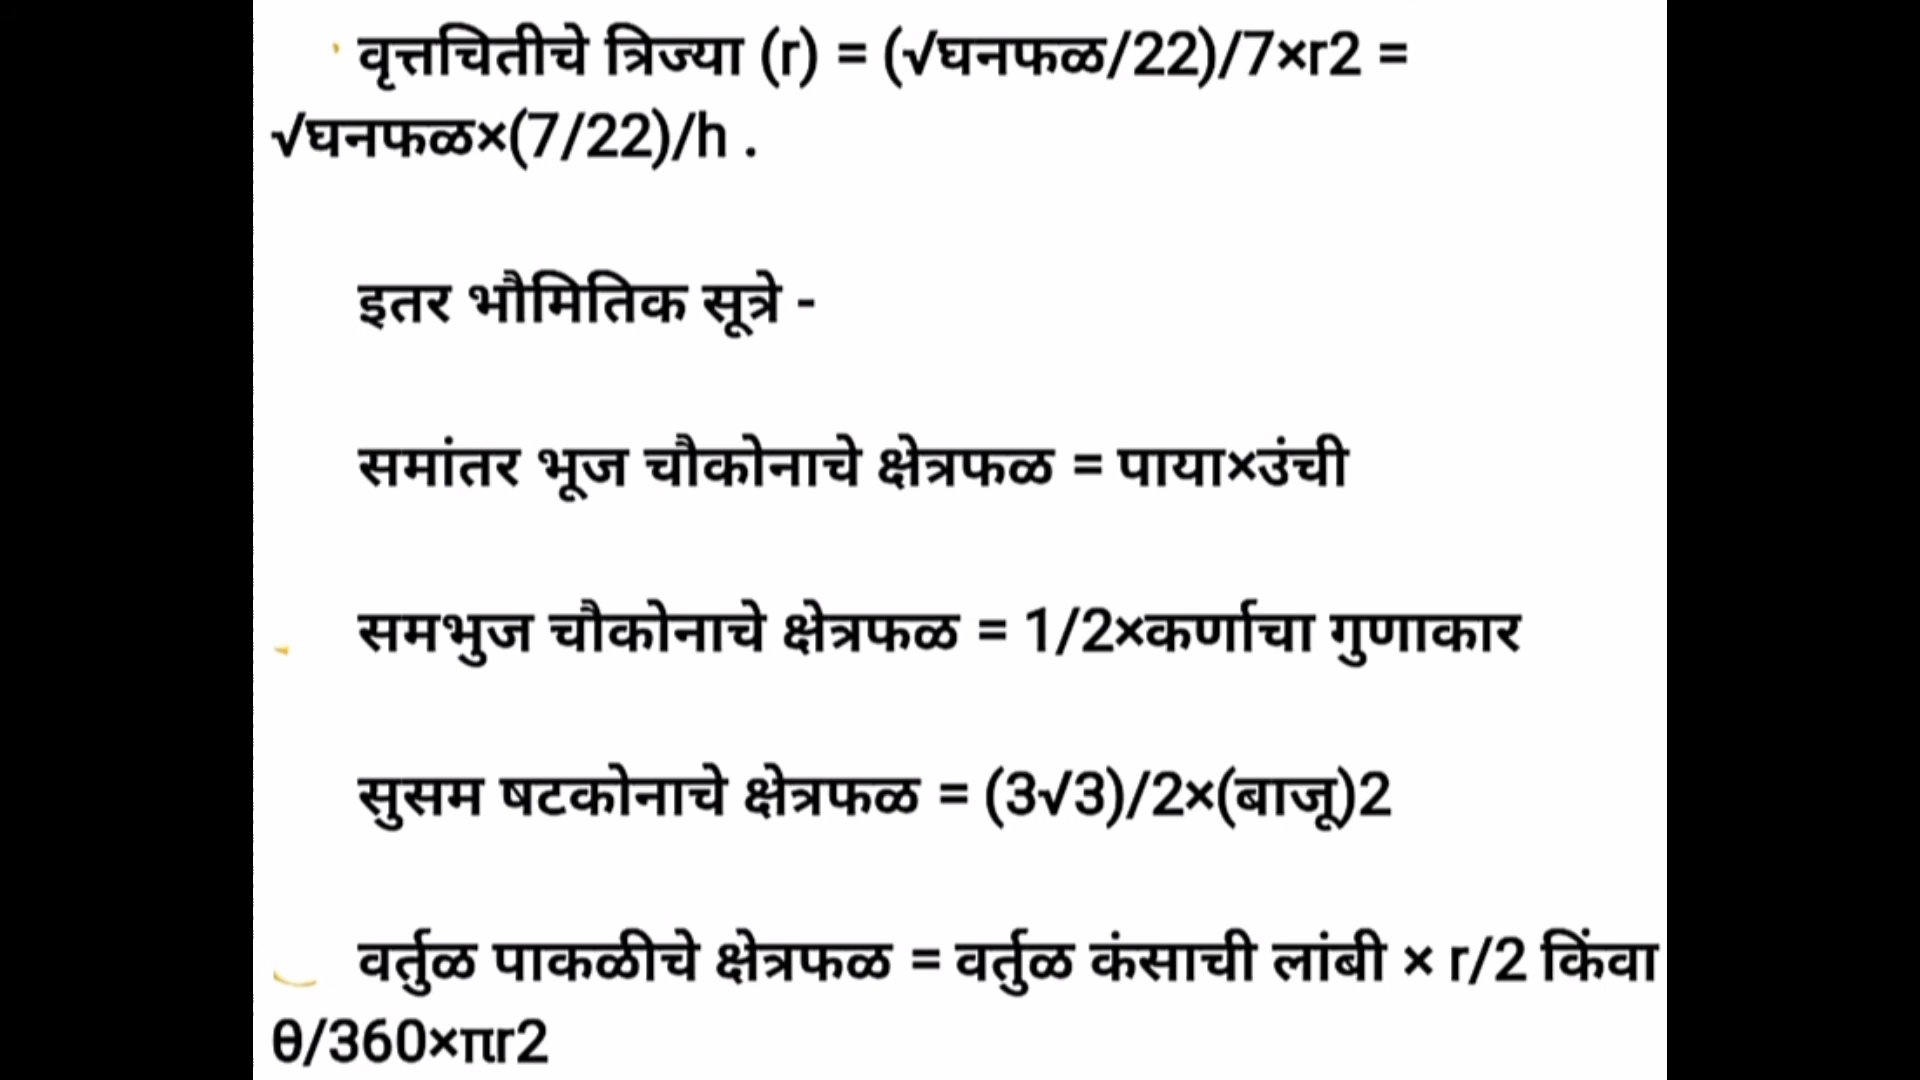 वृत्तचितीचे त्रिज्या (r) = (√घनफळ/22)/7×r2 =
√घनफळ×(7/22)/h .
इतर भौमितिक सूत्रे -
समांतर भूज चौकोनाचे क्षेत्रफळ = पाया×उंची
समभुज चौकोनाचे क्षेत्रफळ = 1/2×कर्णाचा गुणाकार
सुसम षटकोनाचे क्षेत्रफळ = (3√3)/2×(बाजू)2
वर्तुळ पाकळीचे क्षेत्रफळ = वर्तुळ कंसाची लांबी × r/2 किंवा
θ/360×πr2